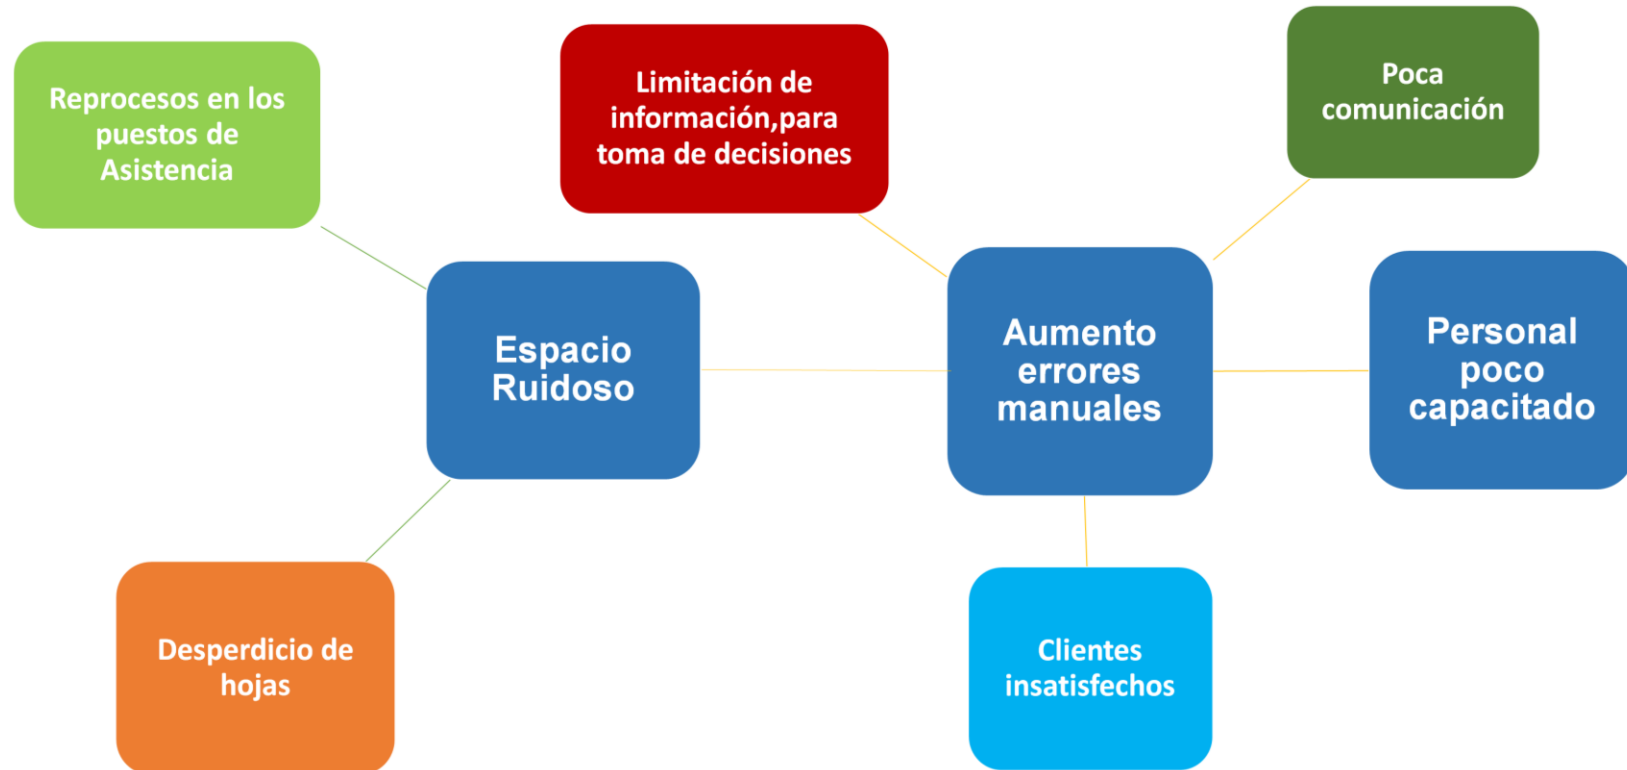 Reprocesos en los
puestos de
Asistencia
Limitación de
información,para
toma de decisiones
Poca
comunicación
Espacio
Ruidoso
Aumento
errores
manuales
Personal
poco
capacitado
Desperdicio de
hojas
Clientes
insatisfechos